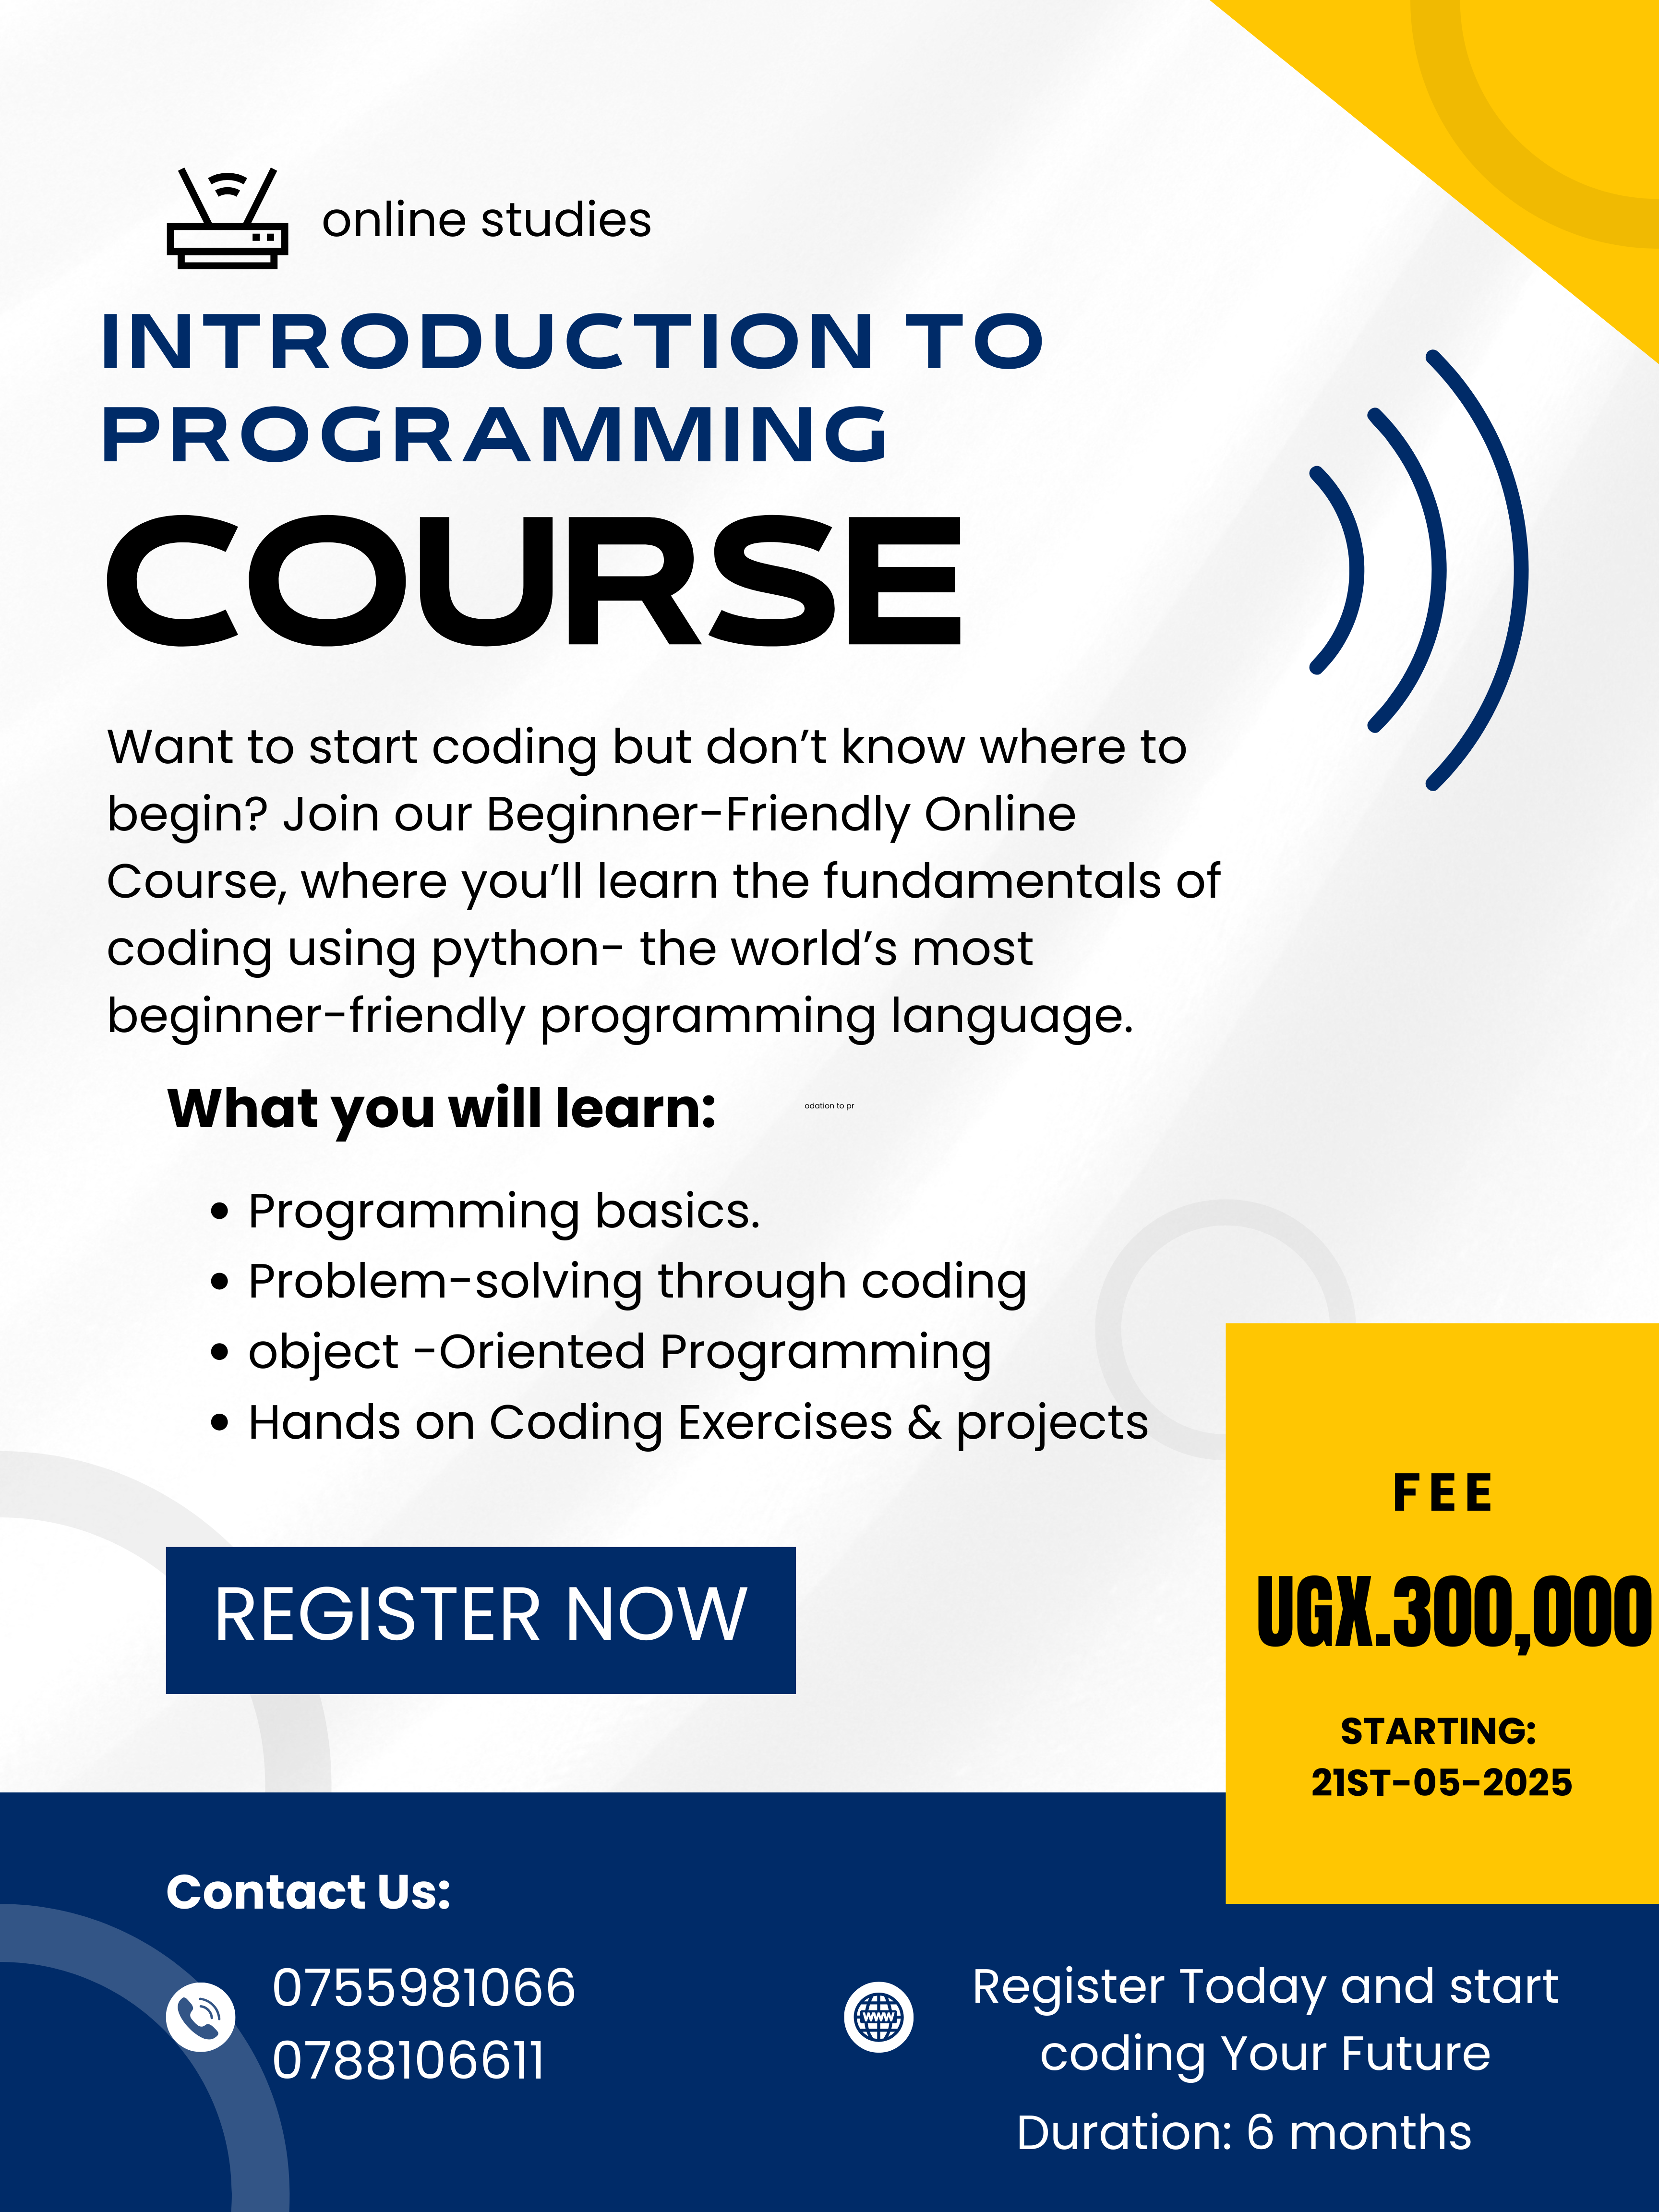 online studies
INTRODUCTION TO
PROGRAMMING
COURSE
Want to start coding but don’t know where to
begin? Join our Beginner-Friendly Online
Course, where you’ll learn the fundamentals of
coding using python- the world’s most
beginner-friendly programming language.
What you will learn:
odation to pr
• Programming basics.
• Problem-solving through coding
• object -Oriented Programming
• Hands on Coding Exercises & projects
REGISTER NOW
FEE
UGX.300,000
STARTING:
21ST-05-2025
Contact Us:
0755981066
0788106611
WWW
Register Today and start
coding Your Future
Duration: 6 months